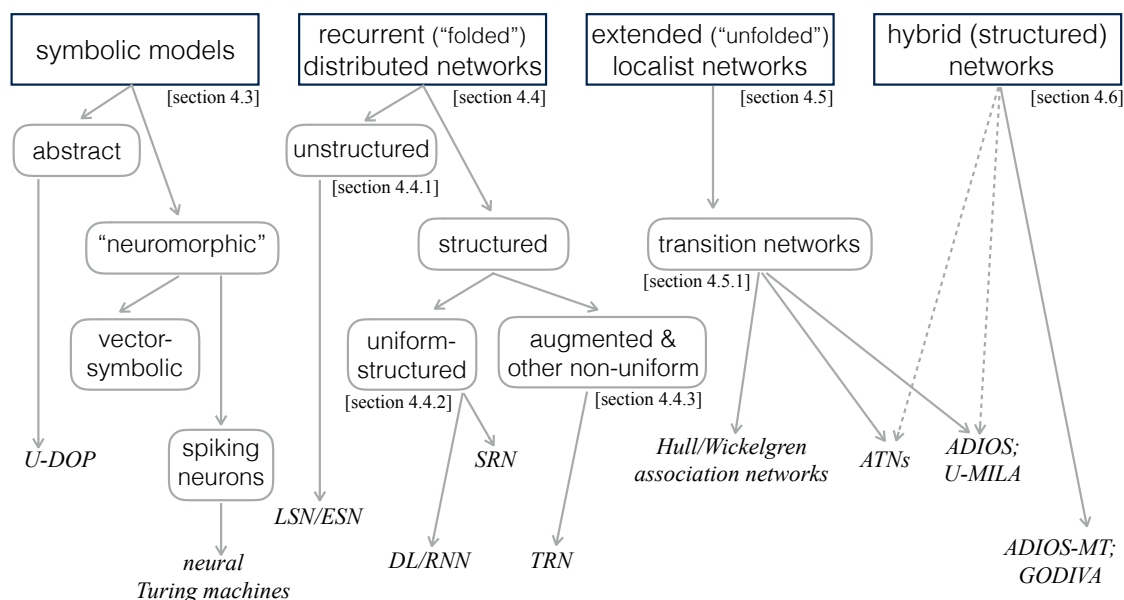 symbolic models
[section 4.3]
recurrent (“folded”)
distributed networks
[section 4.4]
extended (“unfolded”)
localist networks
[section 4.5]
hybrid (structured)
networks
[section 4.6]
abstract
unstructured
[section 4.4.1]
“neuromorphic”
structured
transition networks
[section 4.5.1]
vector-
symbolic
uniform-
structured
[section 4.4.2]
augmented &
other non-uniform
[section 4.4.3]
U-DOP
spiking
neurons
SRN
Hull/Wickelgren
association networks
ATNs
ADIOS;
U-MILA
LSN/ESN
neural
Turing machines
DL/RNN
TRN
ADIOS-MT;
GODIVA